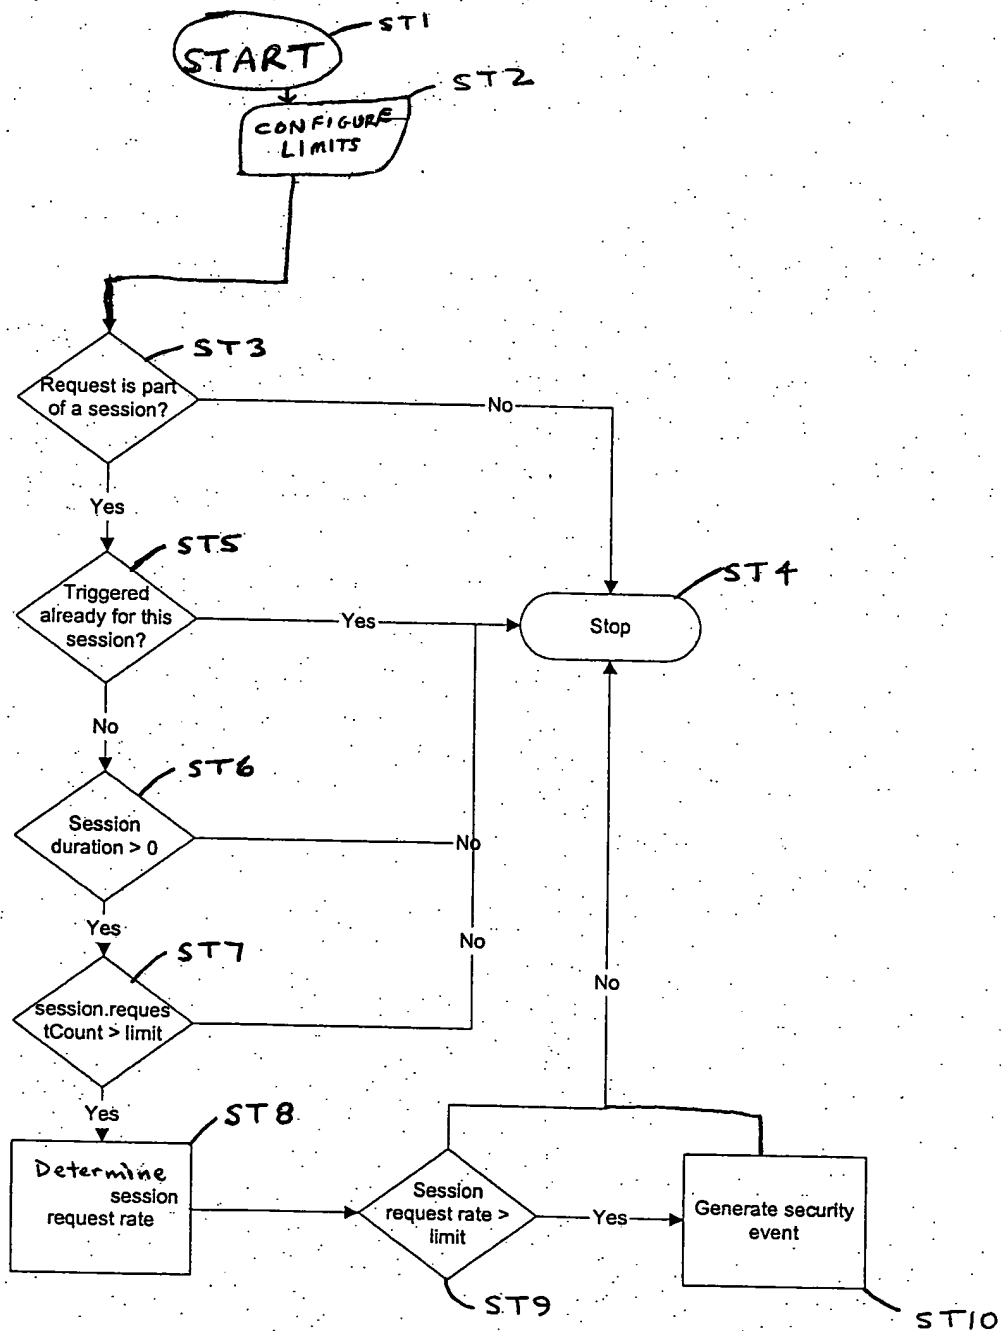 START
ST1
CONFIGURE
LIMITS
ST2
Request is part
of a session?
ST3
No
Yes
Triggered
already for this
session?
ST5
Yes
Stop
ST4
No
Session
duration > 0
ST6
No
Yes
session.reques
tCount > limit
ST7
No
No
Yes
Determine
session
request rate
ST8
Session
request rate >
limit
ST9
Yes
Generate security
event
ST10